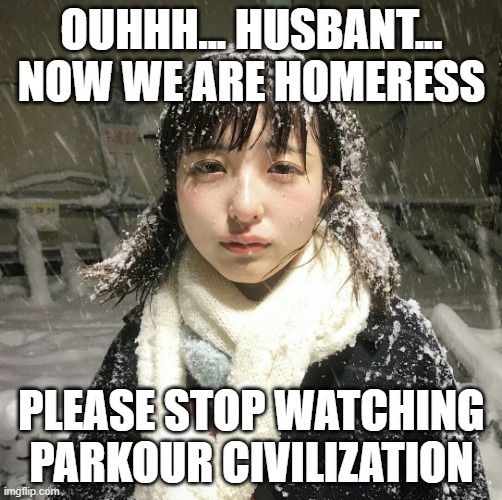 OUHHH... HUSBANT...
NOW WE ARE HOMERESS
PLEASE STOP WATCHING
PARKOUR CIVILIZATION
imgflip.com